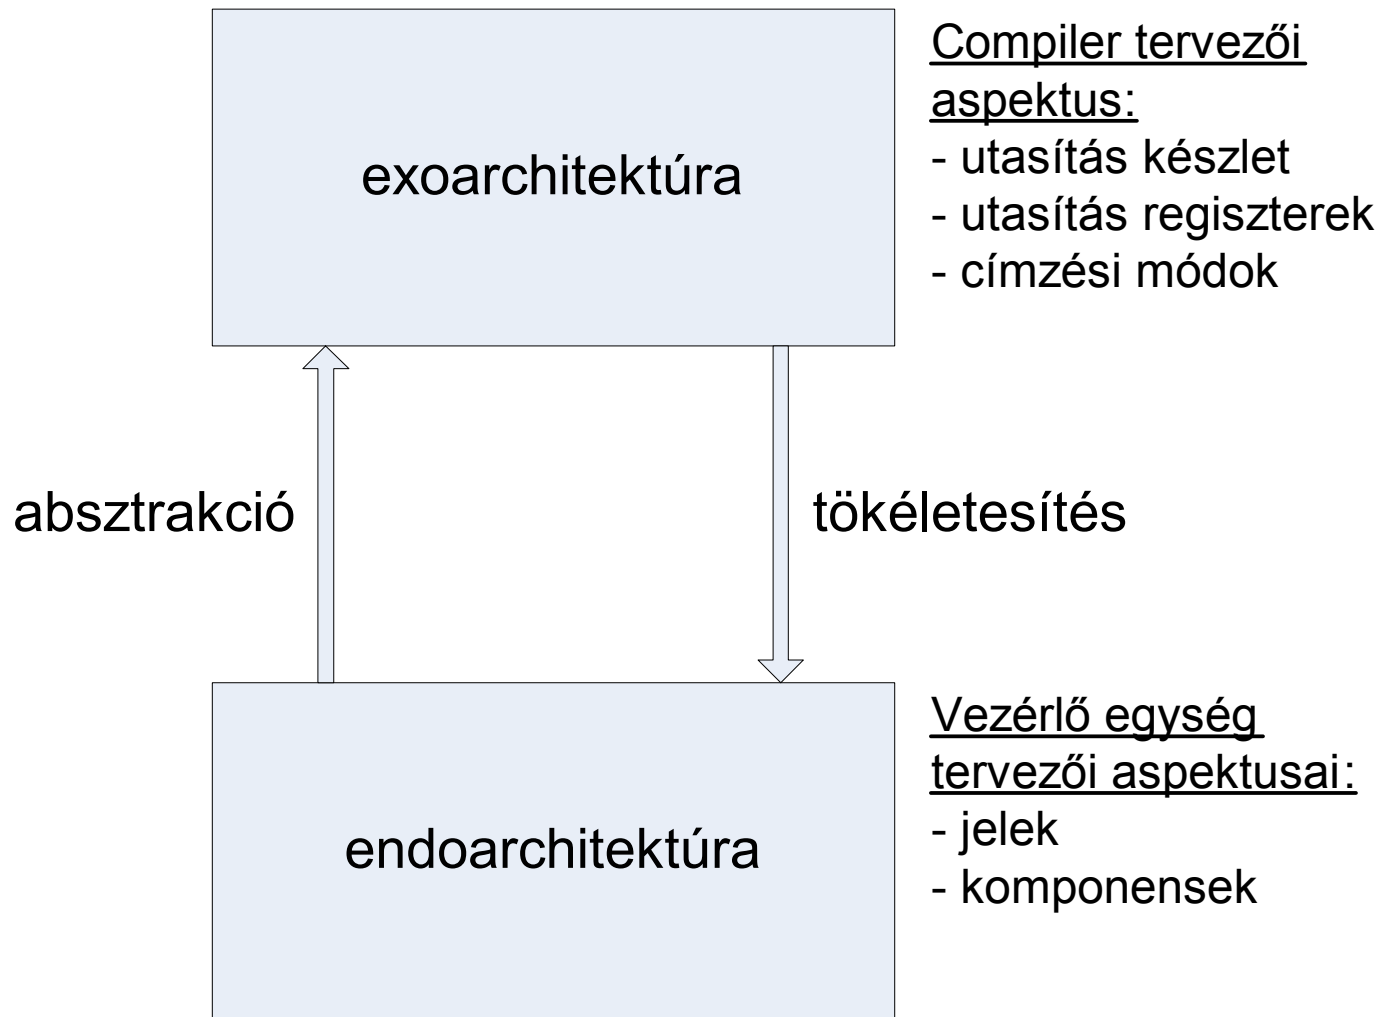 exoarchitektúra
Compiler tervezői
aspektus:
- utasítás készlet
- utasítás regiszterek
- címzési módok
absztrakció
tökéletesítés
endoarchitektúra
Vezérlő egység
tervezői aspektusai:
- jelek
- komponensek